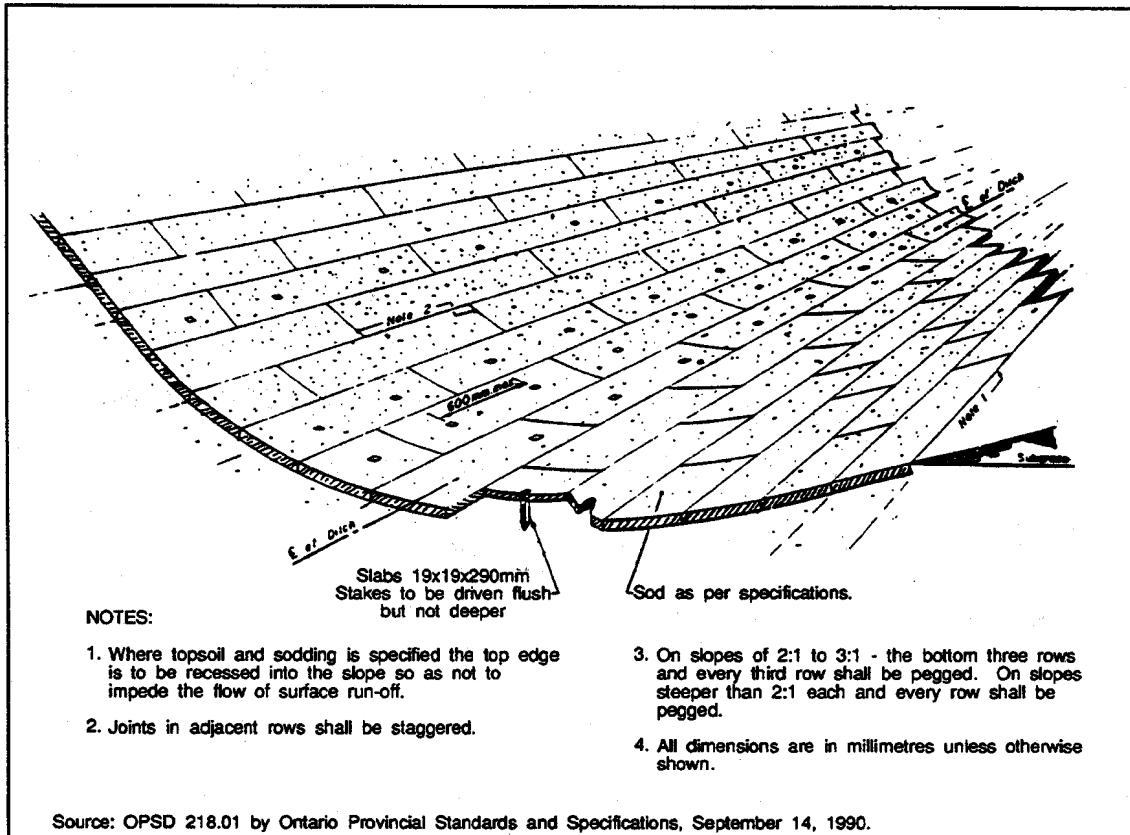 ℄ of Ditch
Note 2
600mm max
Note 1
Subgrade
℄ of Ditch
Slabs 19x19x290mm
Stakes to be driven flush
but not deeper
Sod as per specifications.
NOTES:
1. Where topsoil and sodding is specified the top edge
is to be recessed into the slope so as not to
impede the flow of surface run-off.
2. Joints in adjacent rows shall be staggered.
3. On slopes of 2:1 to 3:1 - the bottom three rows
and every third row shall be pegged. On slopes
steeper than 2:1 each and every row shall be
pegged.
4. All dimensions are in millimetres unless otherwise
shown.
Source: OPSD 218.01 by Ontario Provincial Standards and Specifications, September 14, 1990.